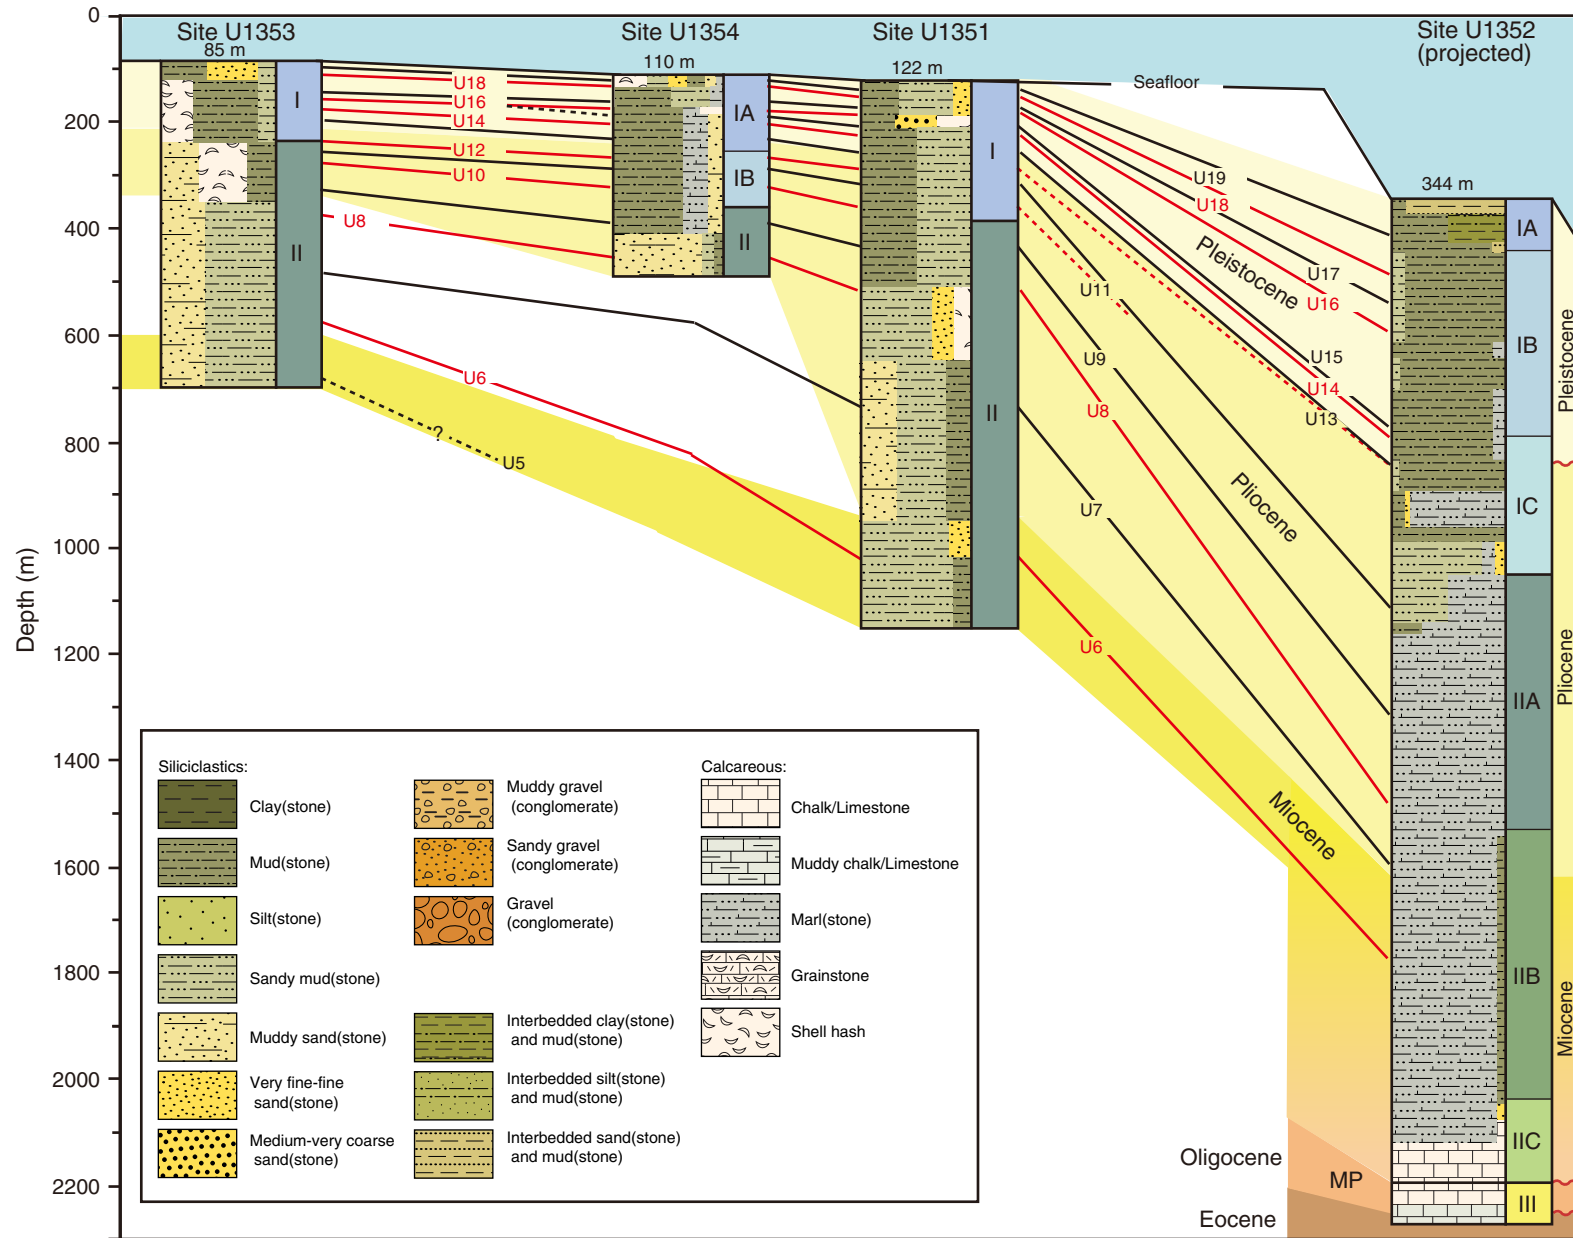 Site U1353
85 m
Site U1354
110 m
Site U1351
122 m
Site U1352
(projected)
344 m
Seafloor
Depth (m)
0
200
400
600
800
1000
1200
1400
1600
1800
2000
2200
I
II
U18
U16
U14
U12
U10
U8
U6
?
U5
IA
IB
II
I
II
U19
U18
U17
U16
U15
U14
U13
U11
U9
U8
U7
U6
Pleistocene
Pliocene
Miocene
Oligocene
MP
Eocene
IA
IB
IC
IIA
IIB
IIC
III
Pleistocene
Pliocene
Miocene
Siliciclastics:
Clay(stone)
Mud(stone)
Silt(stone)
Sandy mud(stone)
Muddy sand(stone)
Very fine-fine
sand(stone)
Medium-very coarse
sand(stone)
Muddy gravel
(conglomerate)
Sandy gravel
(conglomerate)
Gravel
(conglomerate)
Interbedded clay(stone)
and mud(stone)
Interbedded silt(stone)
and mud(stone)
Interbedded sand(stone)
and mud(stone)
Calcareous:
Chalk/Limestone
Muddy chalk/Limestone
Marl(stone)
Grainstone
Shell hash